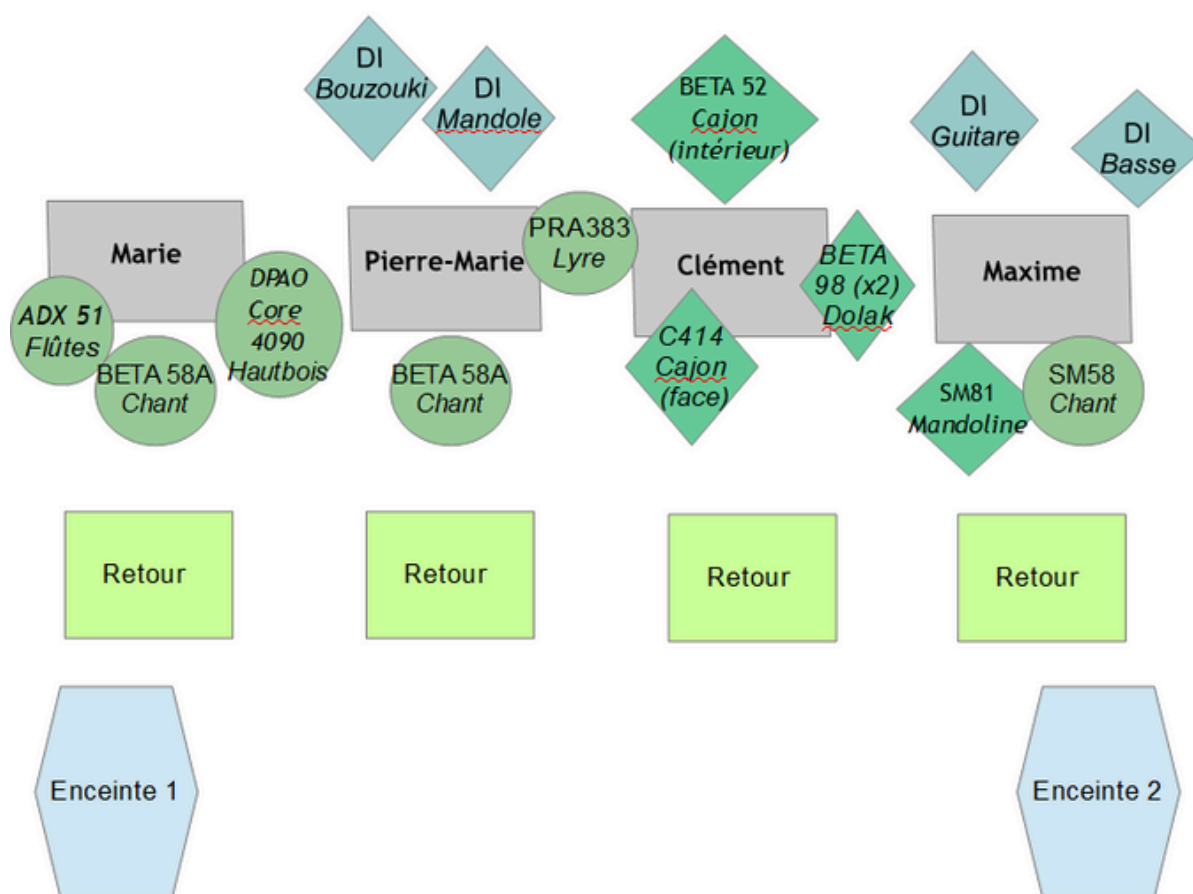 DI
Bouzouki
DI
Mandole
BETA 52
Cajon
(intérieur)
DI
Guitare
DI
Basse
Marie
ADX 51
Flûtes
BETA 58A
Chant
DPAO
Core
4090
Hautbois
Pierre-Marie
BETA 58A
Chant
PRA383
Lyre
Clément
C414
Cajon
(face)
BETA
98 (x2)
Dolak
Maxime
SM81
Mandoline
SM58
Chant
Retour
Retour
Retour
Retour
Enceinte 1
Enceinte 2